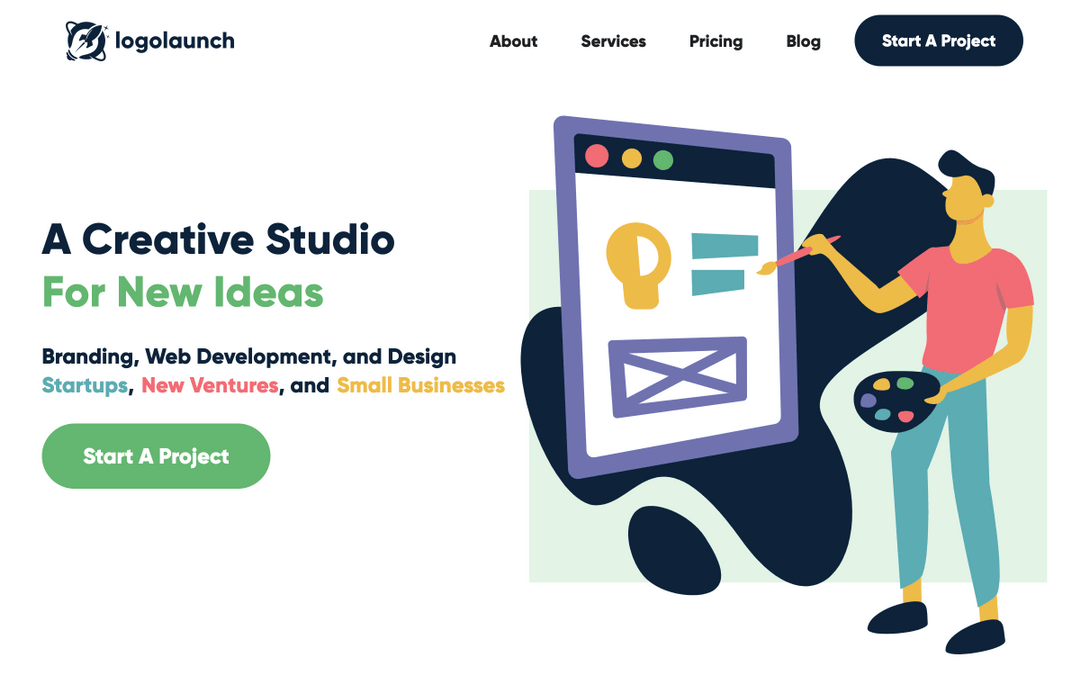 logolaunch
About
Services
Pricing
Blog
Start A Project
A Creative Studio
For New Ideas
Branding, Web Development, and Design
Startups, New Ventures, and Small Businesses
Start A Project